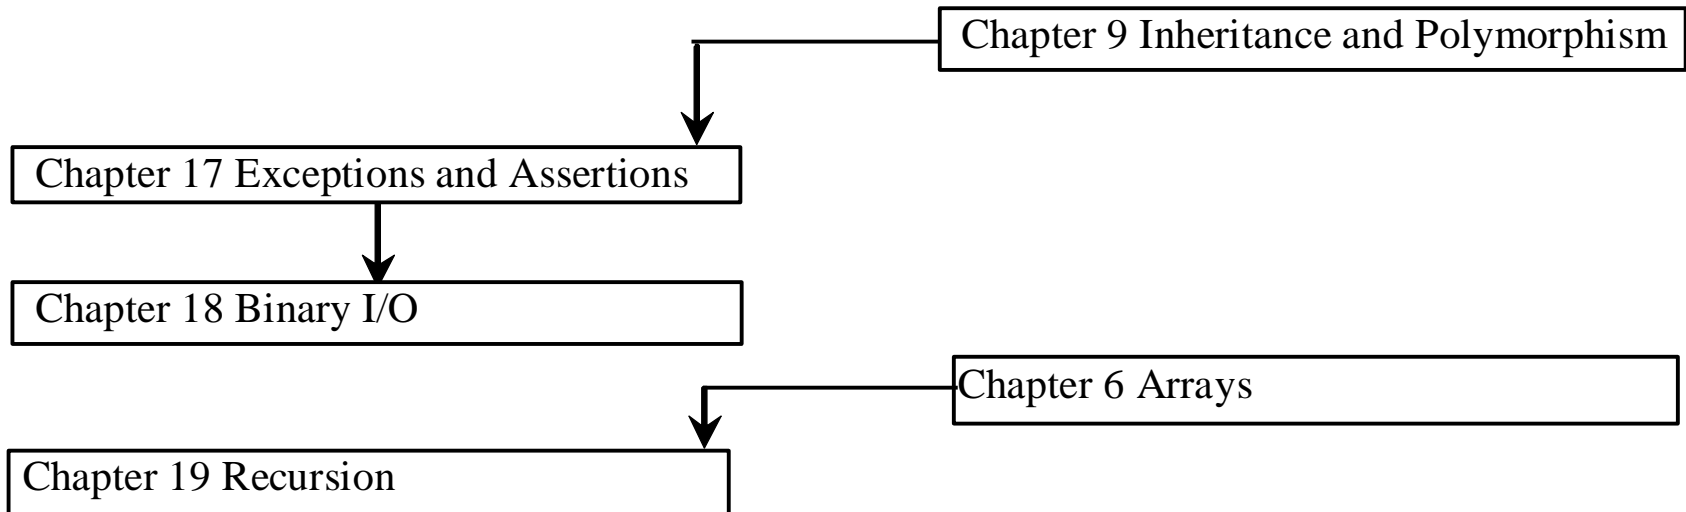 Chapter 9 Inheritance and Polymorphism
Chapter 17 Exceptions and Assertions
Chapter 18 Binary I/O
Chapter 6 Arrays
Chapter 19 Recursion